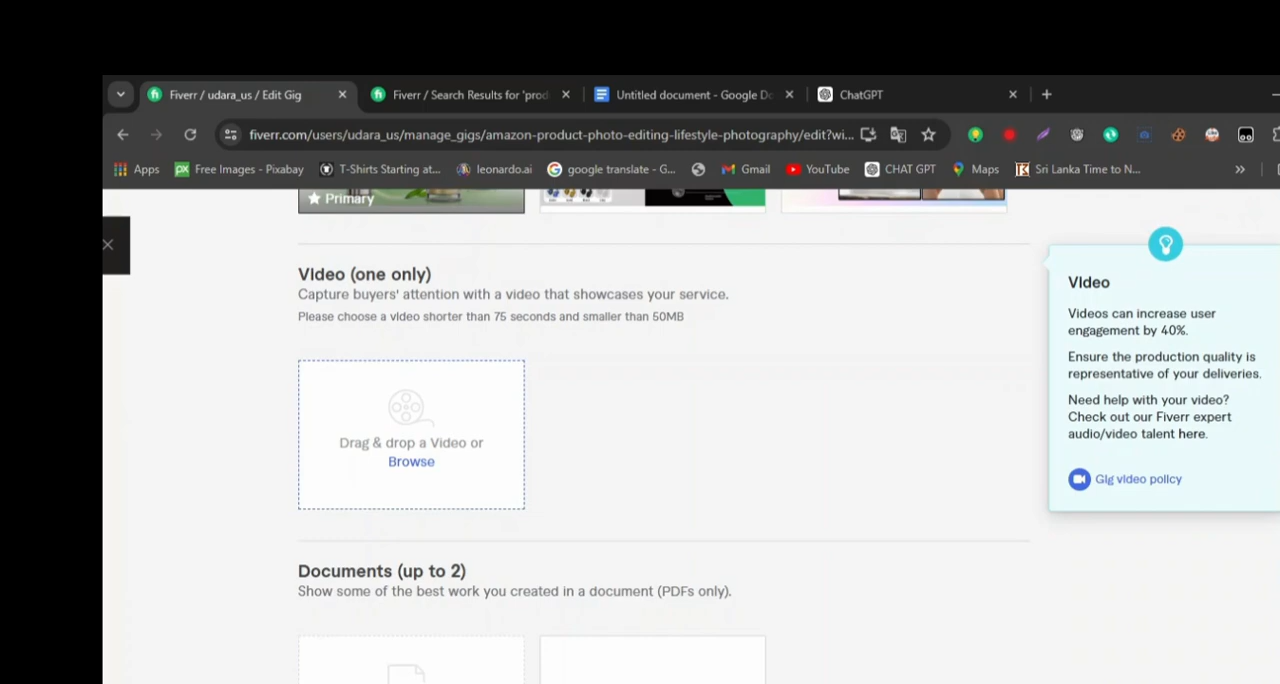 Fiverr / udara_us / Edit Gig
Fiverr / Search Results for 'prod
Untitled document - Google Do
ChatGPT
fiverr.com/users/udara_us/manage_gigs/amazon-product-photo-editing-lifestyle-photography/edit?wi...
Apps
px Free Images - Pixabay
T-Shirts Starting at...
leonardo.ai
google translate - G...
Gmail
YouTube
CHAT GPT
Maps
Sri Lanka Time to N...
Primary
Video (one only)
Capture buyers' attention with a video that showcases your service.
Please choose a video shorter than 75 seconds and smaller than 50MB
Drag & drop a Video or
Browse
Video
Videos can increase user
engagement by 40%.
Ensure the production quality is
representative of your deliveries.
Need help with your video?
Check out our Fiverr expert
audio/video talent here.
Gig video policy
Documents (up to 2)
Show some of the best work you created in a document (PDFs only).